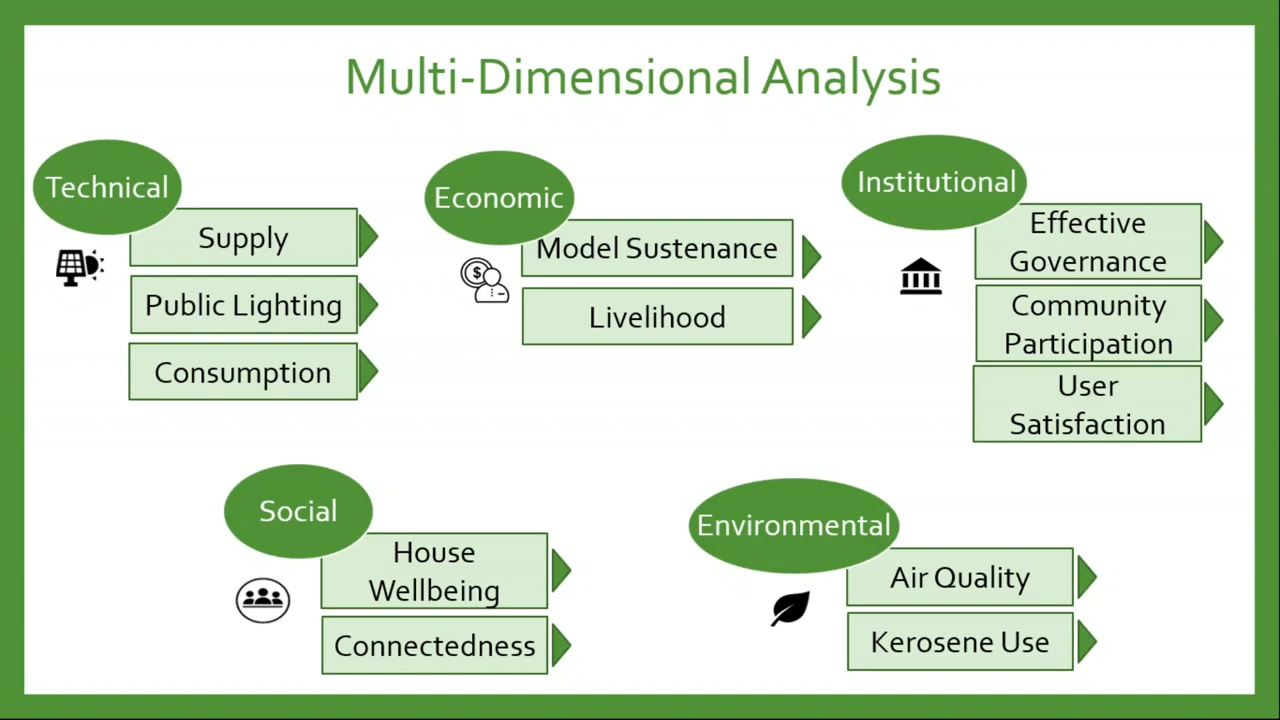 Multi-Dimensional Analysis
Technical
Supply
Public Lighting
Consumption
Economic
Model Sustenance
Livelihood
Institutional
Effective
Governance
Community
Participation
User
Satisfaction
Social
House
Wellbeing
Connectedness
Environmental
Air Quality
Kerosene Use